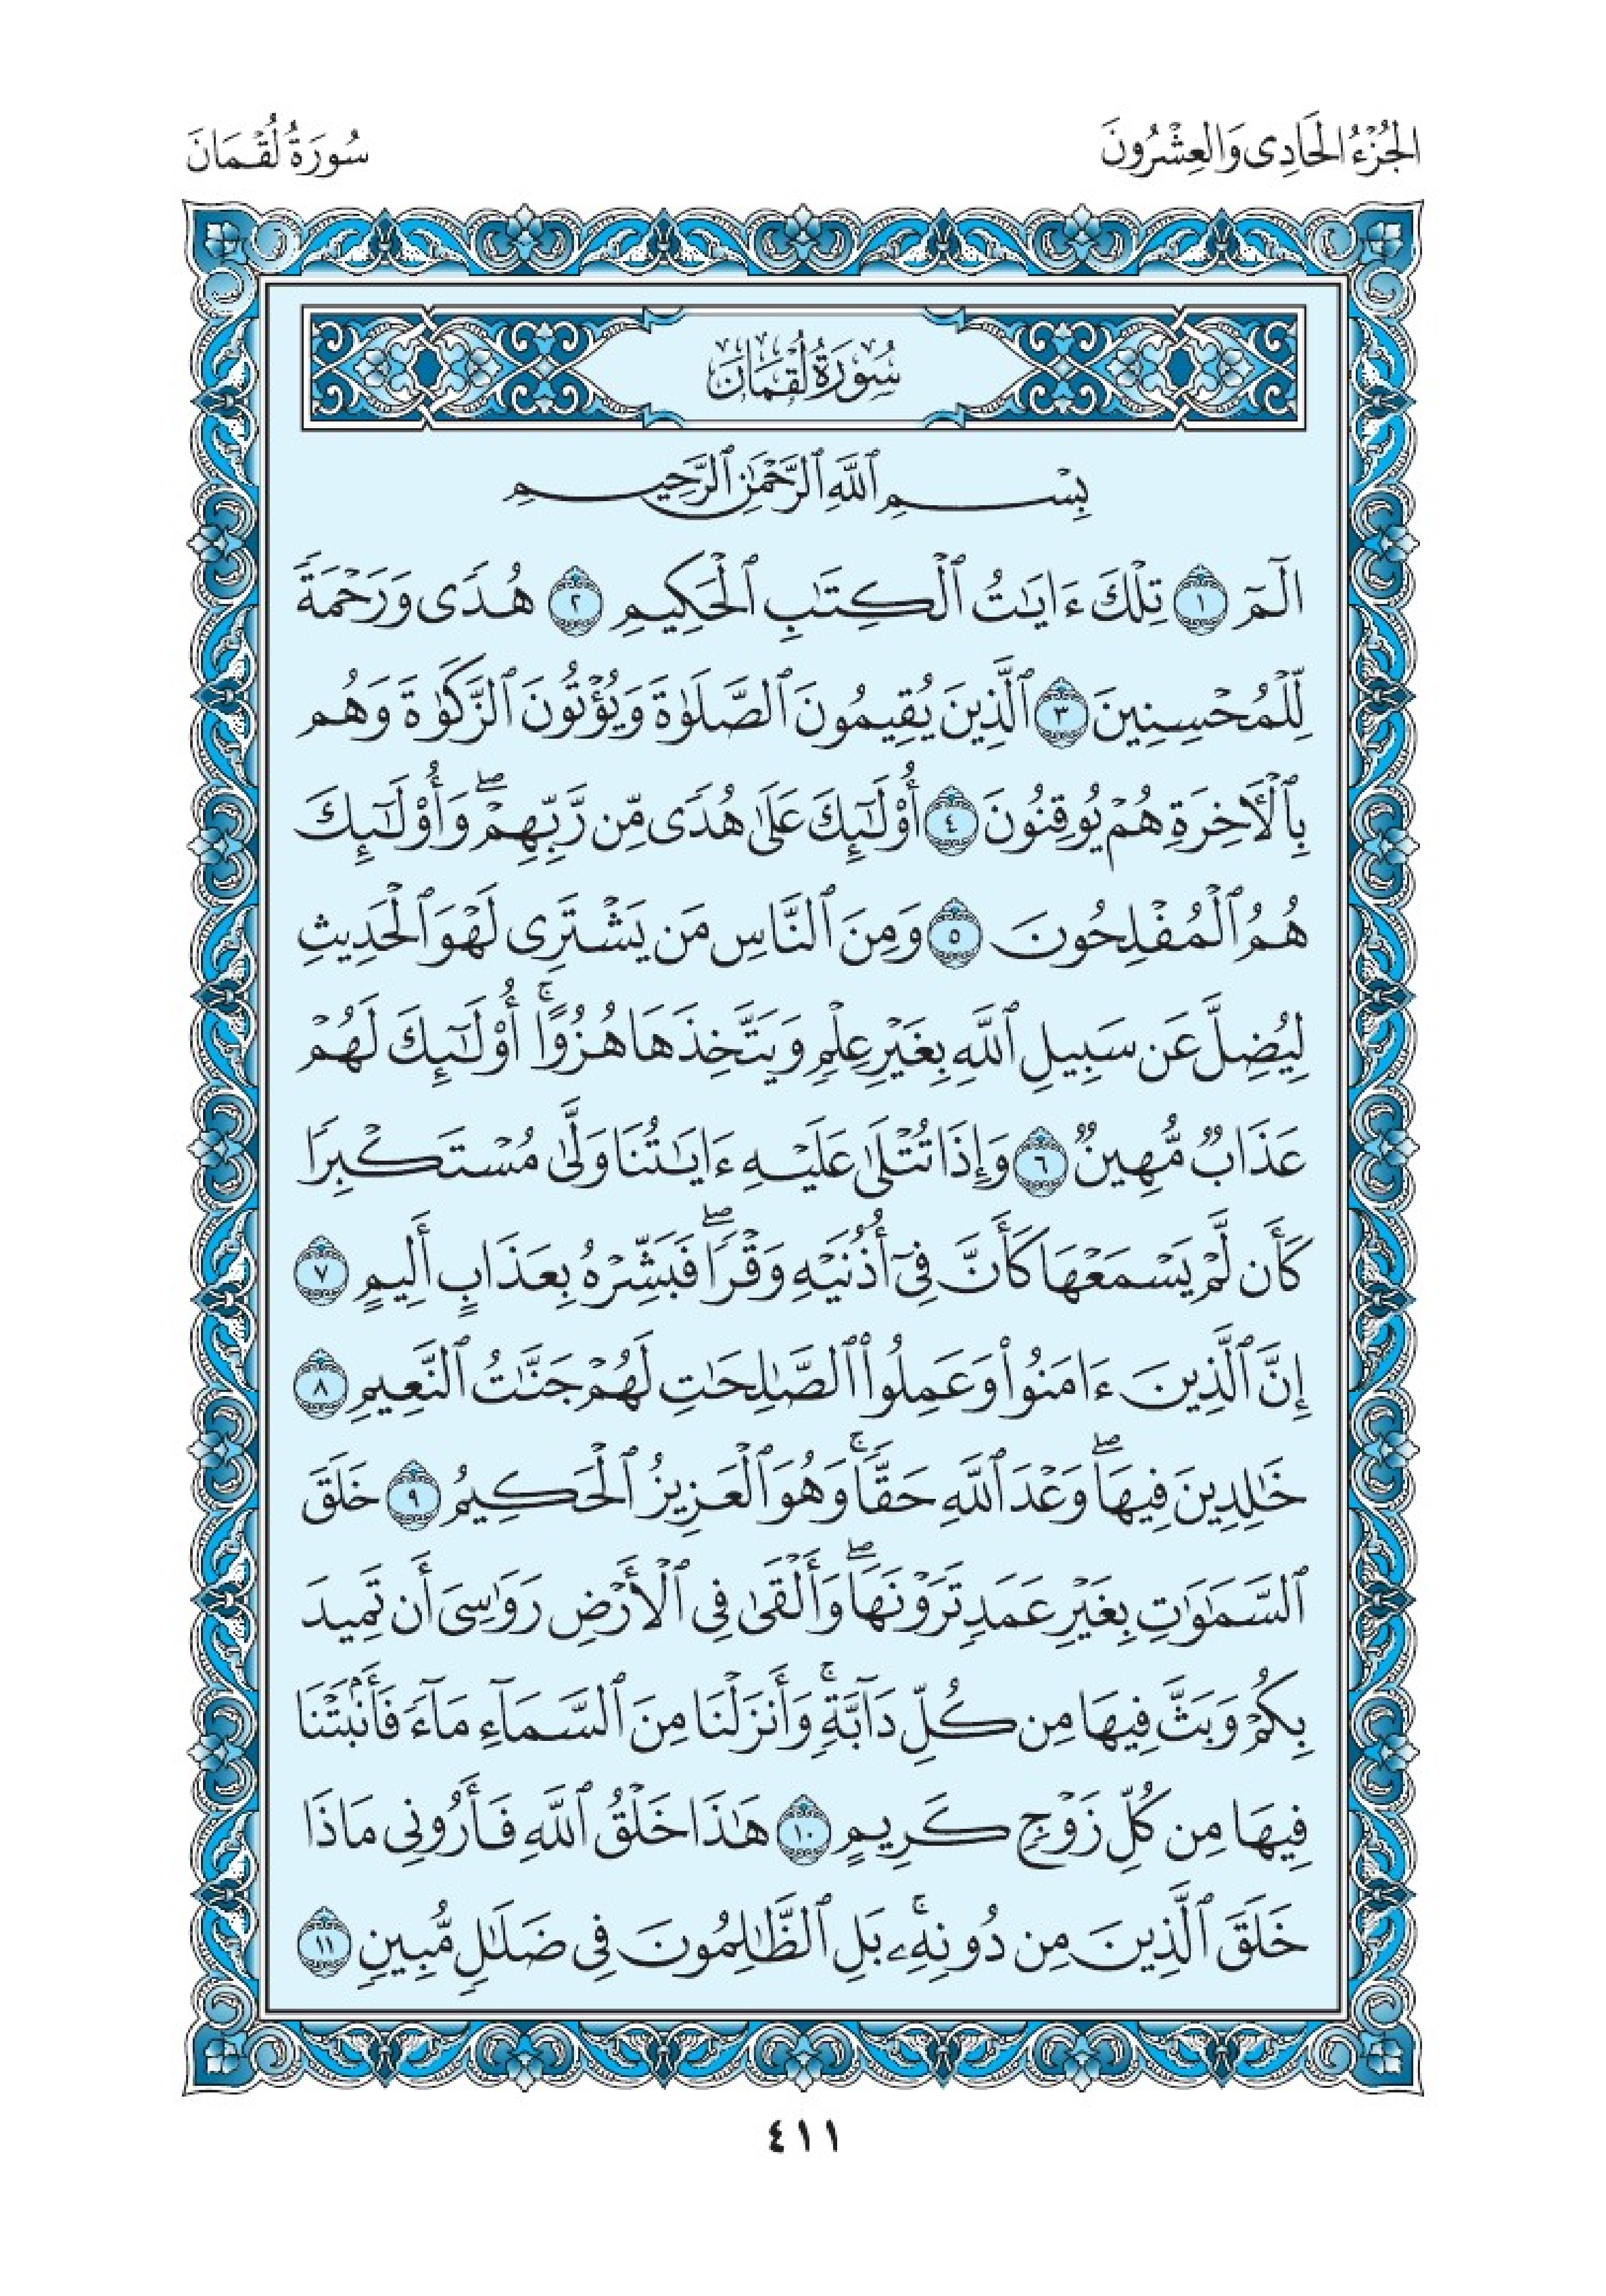 الجُزْءُ الحَادِى وَالعِشْرُونَ
سُورَةُ لُقْمَانَ
سُورَةُ لُقْمَانَ
بِسْمِ ٱللَّهِ ٱلرَّحْمَٰنِ ٱلرَّحِيمِ
الٓمٓ ١ تِلْكَ ءَايَٰتُ ٱلْكِتَٰبِ ٱلْحَكِيمِ ٢ هُدًى وَرَحْمَةً
لِّلْمُحْسِنِينَ ٣ ٱلَّذِينَ يُقِيمُونَ ٱلصَّلَوٰةَ وَيُؤْتُونَ ٱلزَّكَوٰةَ وَهُم
بِٱلْأَخِرَةِ هُمْ يُوقِنُونَ ٤ أُوْلَٰٓئِكَ عَلَىٰ هُدًى مِّن رَّبِّهِمْۖ وَأُوْلَٰٓئِكَ
هُمُ ٱلْمُفْلِحُونَ ٥ وَمِنَ ٱلنَّاسِ مَن يَشْتَرِى لَهْوَ ٱلْحَدِيثِ
لِيُضِلَّ عَن سَبِيلِ ٱللَّهِ بِغَيْرِ عِلْمٍ وَيَتَّخِذَهَا هُزُوًاۚ أُوْلَٰٓئِكَ لَهُمْ
عَذَابٌ مُّهِينٌ ٦ وَإِذَا تُتْلَىٰ عَلَيْهِ ءَايَٰتُنَا وَلَّىٰ مُسْتَكْبِرًا
كَأَن لَّمْ يَسْمَعْهَا كَأَنَّ فِىٓ أُذُنَيْهِ وَقْرًاۖ فَبَشِّرْهُ بِعَذَابٍ أَلِيمٍ ٧
إِنَّ ٱلَّذِينَ ءَامَنُوا۟ وَعَمِلُوا۟ ٱلصَّٰلِحَٰتِ لَهُمْ جَنَّٰتُ ٱلنَّعِيمِ ٨
خَٰلِدِينَ فِيهَاۖ وَعْدَ ٱللَّهِ حَقًّاۚ وَهُوَ ٱلْعَزِيزُ ٱلْحَكِيمُ ٩ خَلَقَ
ٱلسَّمَٰوَٰتِ بِغَيْرِ عَمَدٍ تَرَوْنَهَاۖ وَأَلْقَىٰ فِى ٱلْأَرْضِ رَوَٰسِىَ أَن تَمِيدَ
بِكُمْ وَبَثَّ فِيهَا مِن كُلِّ دَآبَّةٍۚ وَأَنزَلْنَا مِنَ ٱلسَّمَآءِ مَآءً فَأَنۢبَتْنَا
فِيهَا مِن كُلِّ زَوْجٍ كَرِيمٍ ١٠ هَٰذَا خَلْقُ ٱللَّهِ فَأَرُونِى مَاذَا
خَلَقَ ٱلَّذِينَ مِن دُونِهِۦۚ بَلِ ٱلظَّٰلِمُونَ فِى ضَلَٰلٍ مُّبِينٍ ١١
٤١١